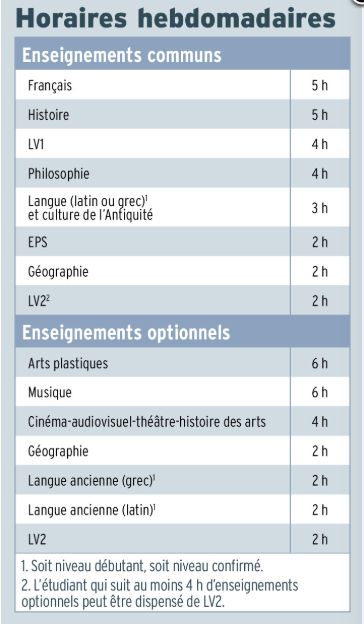 Horaires hebdomadaires
Enseignements communs
Français 5 h
Histoire 5 h
LV1 4 h
Philosophie 4 h
Langue (latin ou grec)¹
et culture de l'Antiquité 3 h
EPS 2 h
Géographie 2 h
LV2² 2 h
Enseignements optionnels
Arts plastiques 6 h
Musique 6 h
Cinéma-audiovisuel-théâtre-histoire des arts 4 h
Géographie 2 h
Langue ancienne (grec)¹ 2 h
Langue ancienne (latin)¹ 2 h
LV2 2 h
1. Soit niveau débutant, soit niveau confirmé.
2. L'étudiant qui suit au moins 4 h d'enseignements
optionnels peut être dispensé de LV2.